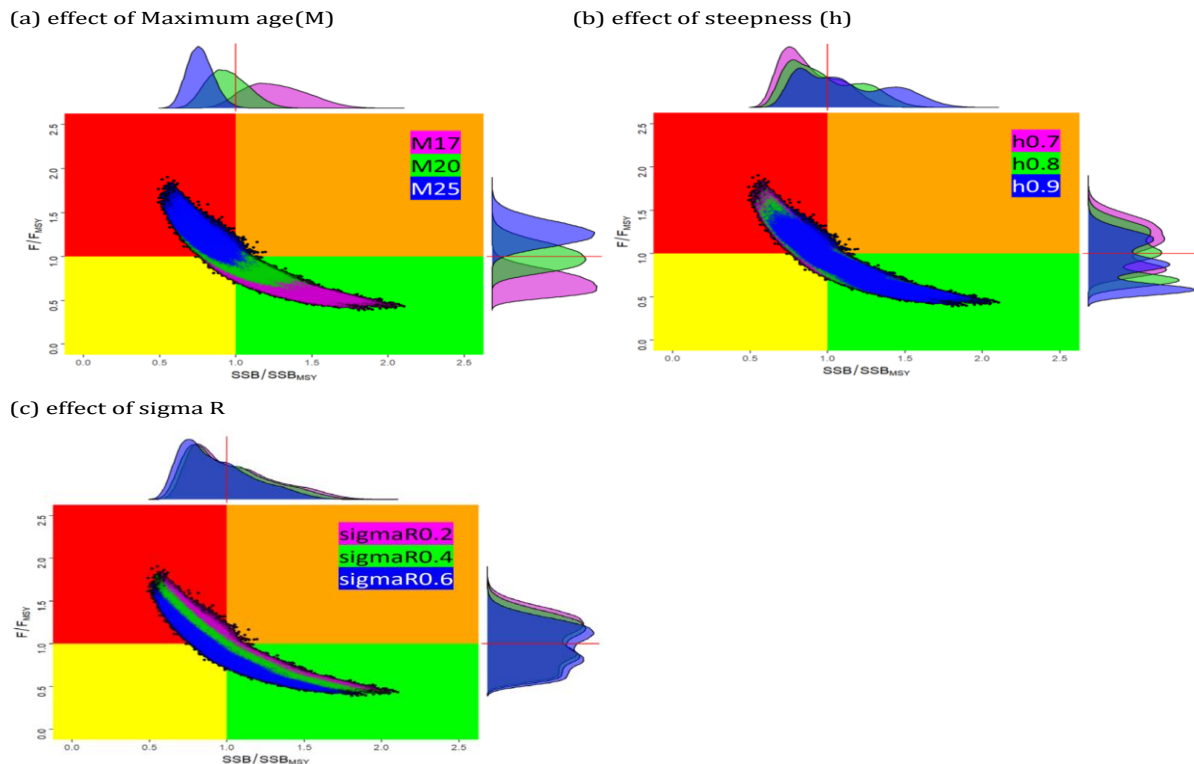 (a) effect of Maximum age(M)
M17
M20
M25
F/FMSY
2.5
2.0
1.5
1.0
0.5
0.0
0.0 0.5 1.0 1.5 2.0 2.5
SSB/SSBMSY
(b) effect of steepness (h)
h0.7
h0.8
h0.9
F/FMSY
2.5
2.0
1.5
1.0
0.5
0.0
0.0 0.5 1.0 1.5 2.0 2.5
SSB/SSBMSY
(c) effect of sigma R
sigmaR0.2
sigmaR0.4
sigmaR0.6
F/FMSY
2.5
2.0
1.5
1.0
0.5
0.0
0.0 0.5 1.0 1.5 2.0 2.5
SSB/SSBMSY